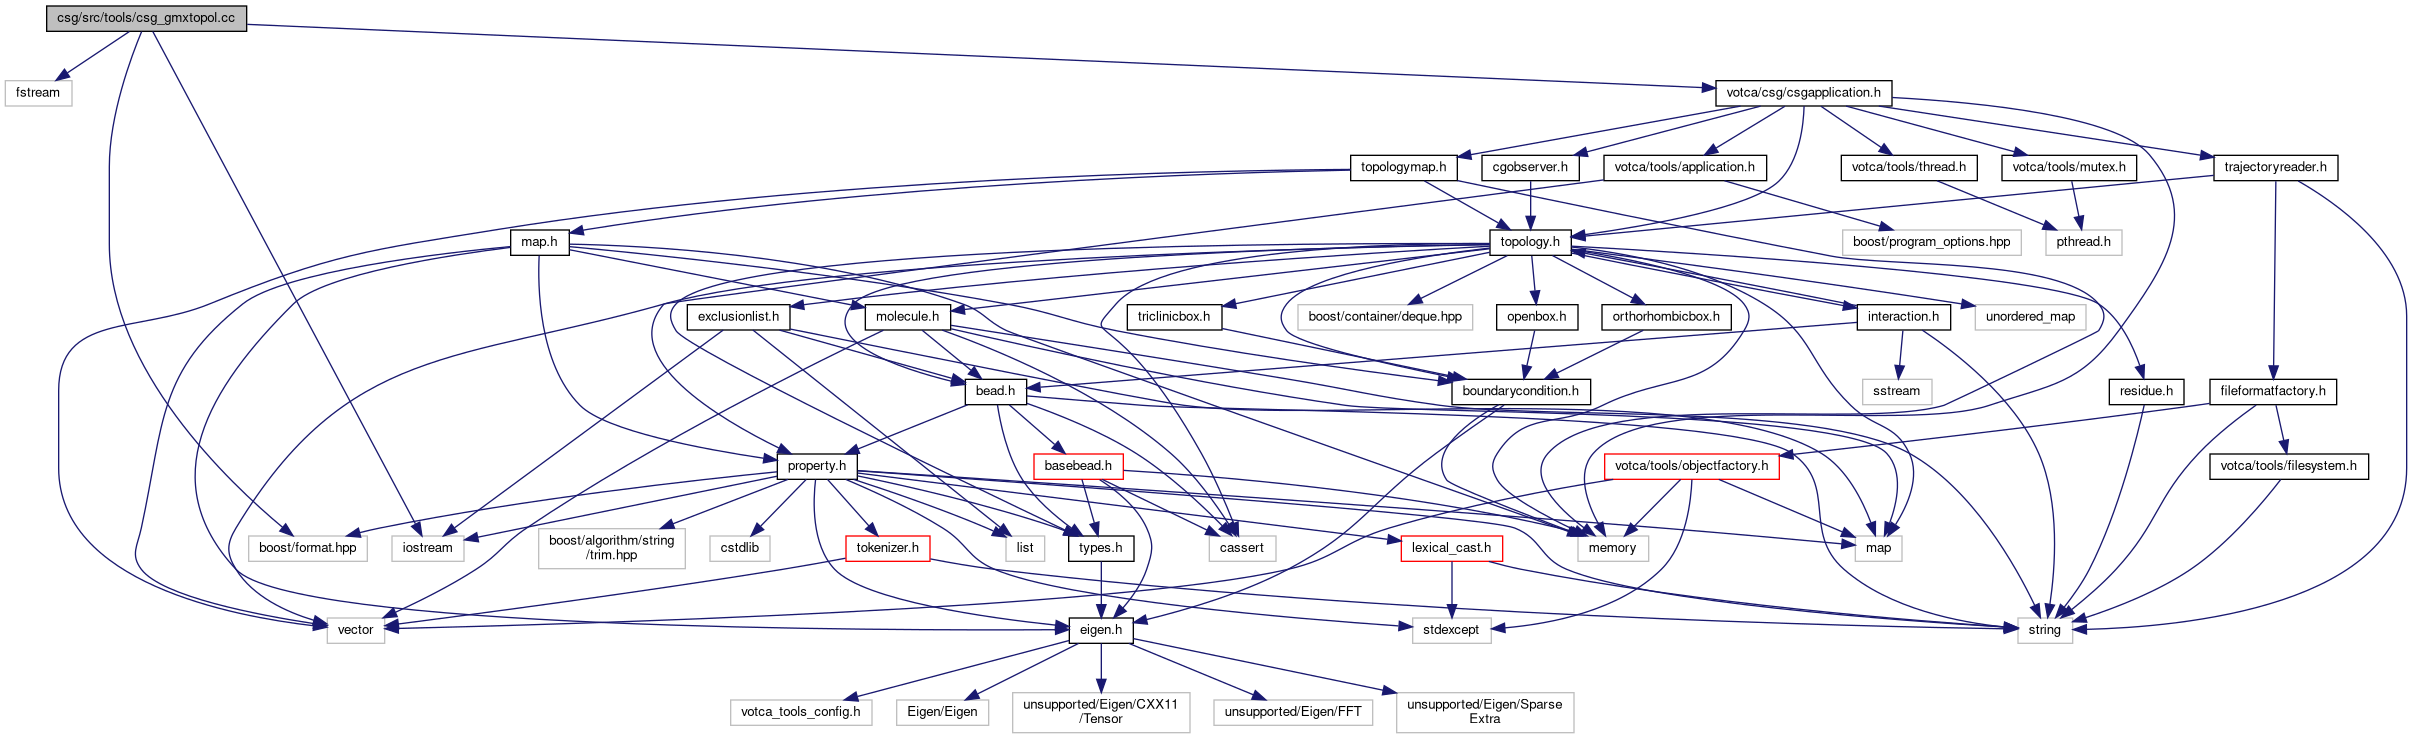 csg/src/tools/csg_gmxtopol.cc
fstream
votca/csg/csgapplication.h
topologymap.h
cgobserver.h
votca/tools/application.h
votca/tools/thread.h
votca/tools/mutex.h
trajectoryreader.h
map.h
topology.h
boost/program_options.hpp
pthread.h
exclusionlist.h
molecule.h
triclinicbox.h
boost/container/deque.hpp
openbox.h
orthorhombicbox.h
interaction.h
unordered_map
bead.h
boundarycondition.h
sstream
residue.h
fileformatfactory.h
property.h
basebead.h
votca/tools/objectfactory.h
votca/tools/filesystem.h
boost/format.hpp
iostream
boost/algorithm/string
/trim.hpp
cstdlib
tokenizer.h
list
types.h
cassert
lexical_cast.h
memory
map
vector
eigen.h
stdexcept
string
votca_tools_config.h
Eigen/Eigen
unsupported/Eigen/CXX11
/Tensor
unsupported/Eigen/FFT
unsupported/Eigen/Sparse
Extra